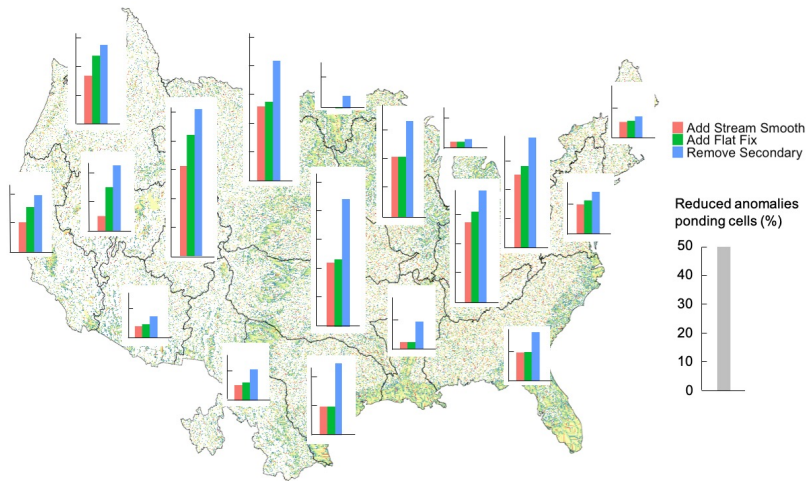 Add Stream Smooth
Add Flat Fix
Remove Secondary
Reduced anomalies
ponding cells (%)
50
40
30
20
10
0